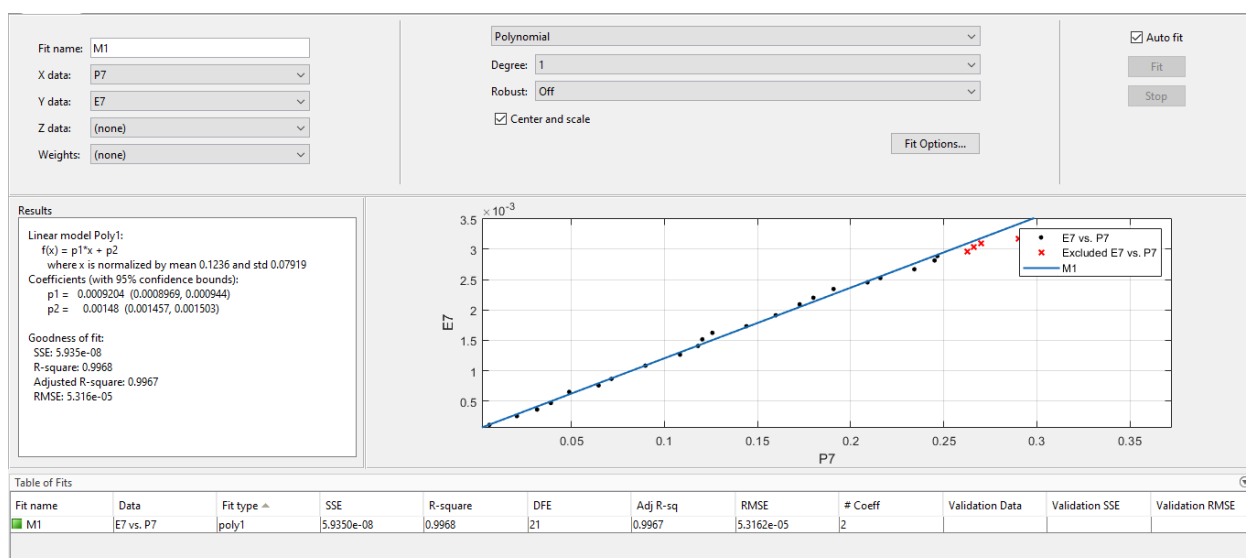 Fit name: M1
X data: P7
Y data: E7
Z data: (none)
Weights: (none)
Polynomial
Degree: 1
Robust: Off
Center and scale
Fit Options...
Auto fit
Fit
Stop
Results
Linear model Poly1:
f(x) = p1*x + p2
where x is normalized by mean 0.1236 and std 0.07919
Coefficients (with 95% confidence bounds):
p1 = 0.0009204 (0.0008969, 0.000944)
p2 = 0.00148 (0.001457, 0.001503)
Goodness of fit:
SSE: 5.935e-08
R-square: 0.9968
Adjusted R-square: 0.9967
RMSE: 5.316e-05
×10^-3
3.5
3
2.5
2
1.5
1
0.5
E7
0.05 0.1 0.15 0.2 0.25 0.3 0.35
P7
E7 vs. P7
Excluded E7 vs. P7
M1
Table of Fits
Fit name Data Fit type SSE R-square DFE Adj R-sq RMSE # Coeff Validation Data Validation SSE Validation RMSE
M1 E7 vs. P7 poly1 5.9350e-08 0.9968 21 0.9967 5.3162e-05 2